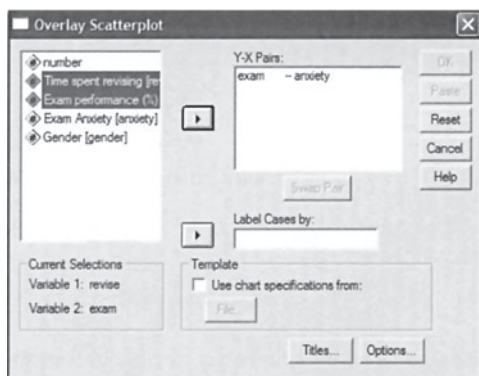 Overlay Scatterplot
number
Time spent revising [re
Exam performance (%)
Exam Anxiety [anxiety]
Gender [gender]
Y-X Pairs:
exam -- anxiety
OK
Paste
Reset
Cancel
Help
Swap Pair
Label Cases by:
Current Selections
Variable 1: revise
Variable 2: exam
Template
Use chart specifications from:
File...
Titles...
Options...